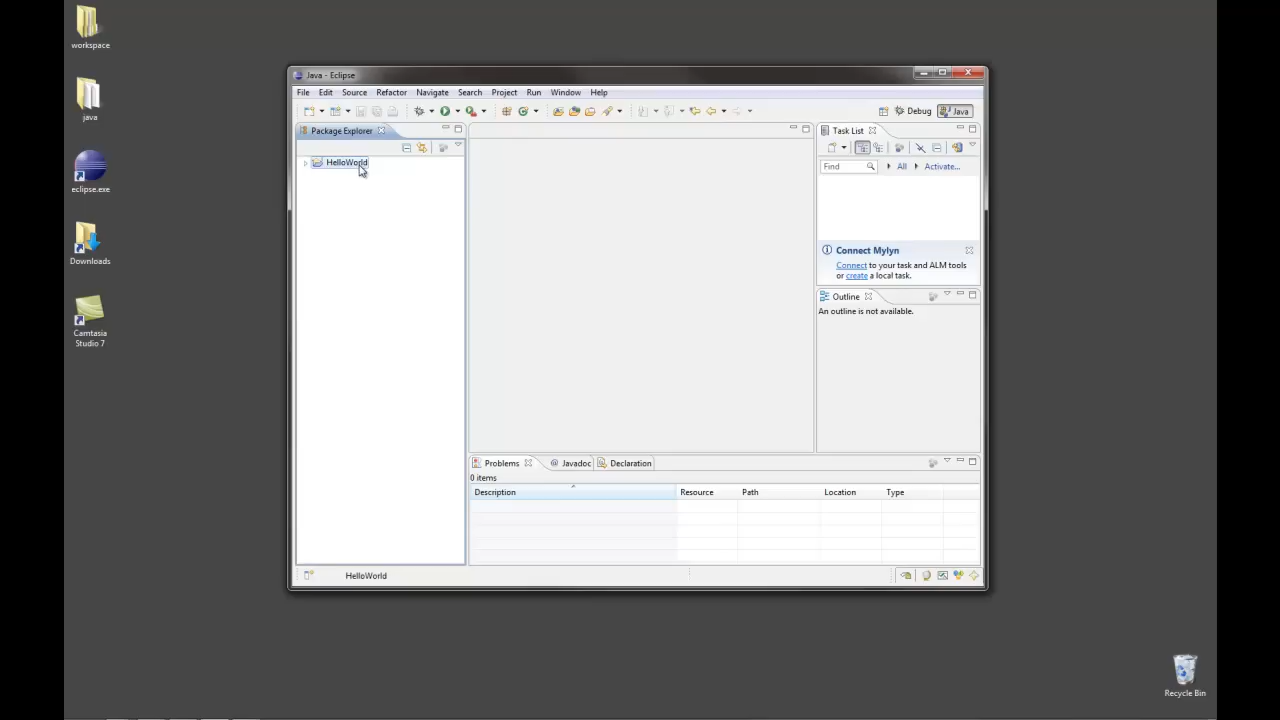 workspace
java
eclipse.exe
Downloads
Camtasia
Studio 7
Java - Eclipse
File Edit Source Refactor Navigate Search Project Run Window Help
Debug Java
Package Explorer
HelloWorld
Task List
Find All Activate...
Connect Mylyn
Connect to your task and ALM tools
or create a local task.
Outline
An outline is not available.
Problems @ Javadoc Declaration
0 items
Description Resource Path Location Type
HelloWorld
Recycle Bin